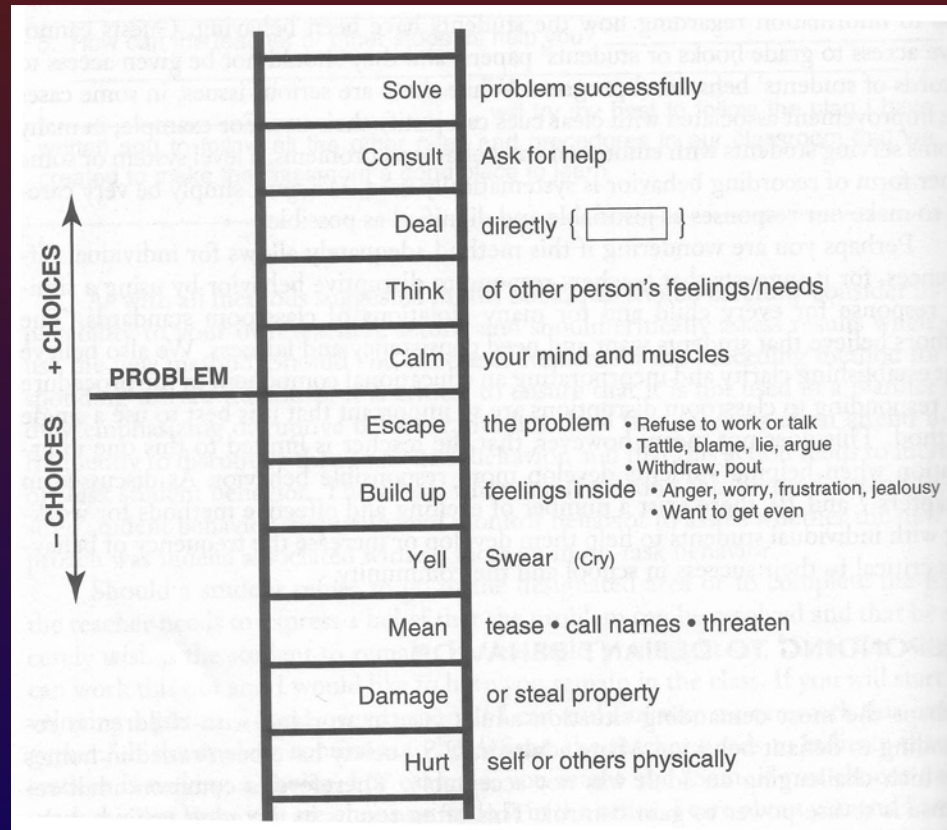 Solve problem successfully
Consult Ask for help
Deal directly { }
Think of other person's feelings/needs
Calm your mind and muscles
PROBLEM
– CHOICES + CHOICES
Escape the problem • Refuse to work or talk
• Tattle, blame, lie, argue
• Withdraw, pout
Build up feelings inside • Anger, worry, frustration, jealousy
• Want to get even
Yell Swear (Cry)
Mean tease • call names • threaten
Damage or steal property
Hurt self or others physically